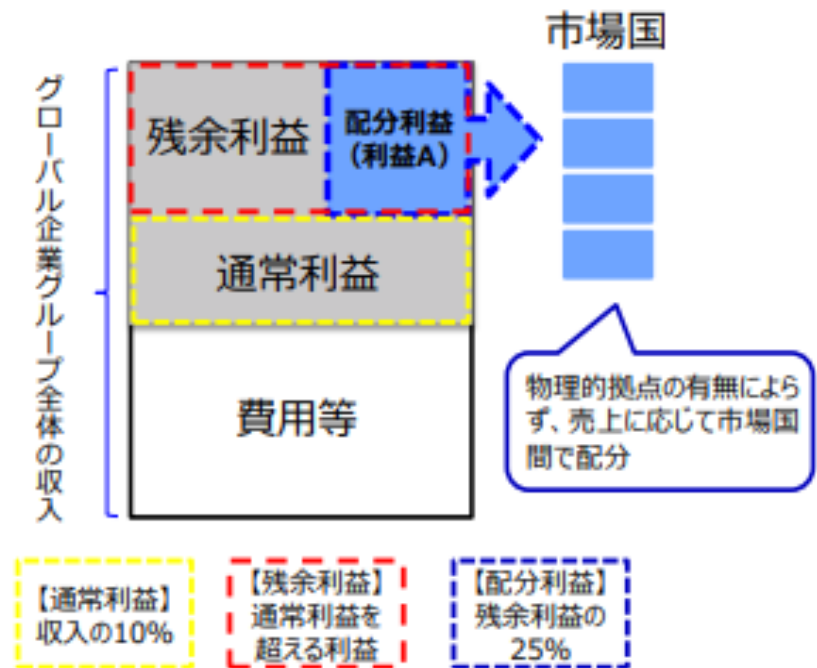 市場国
グローバル企業グループ全体の収入
残余利益
配分利益
（利益A）
通常利益
費用等
物理的拠点の有無によら
ず、売上に応じて市場国
間で配分
【通常利益】
収入の10%
【残余利益】
通常利益を
超える利益
【配分利益】
残余利益の
25%